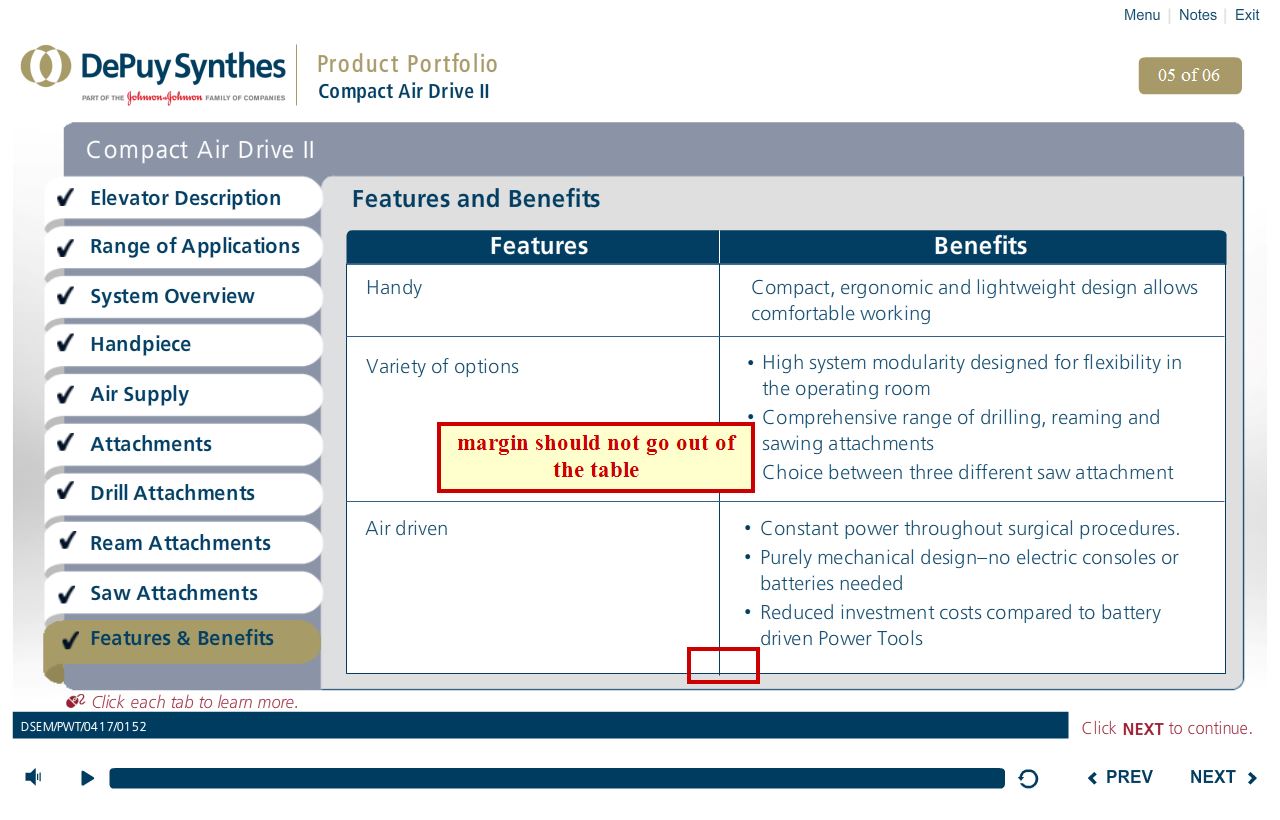 Menu | Notes | Exit
DePuy Synthes
PART OF THE Johnson & Johnson FAMILY OF COMPANIES
Product Portfolio
Compact Air Drive II
05 of 06
Compact Air Drive II
✔ Elevator Description
✔ Range of Applications
✔ System Overview
✔ Handpiece
✔ Air Supply
✔ Attachments
✔ Drill Attachments
✔ Ream Attachments
✔ Saw Attachments
✔ Features & Benefits
Click each tab to learn more.
Features and Benefits
Features
Benefits
Handy
Compact, ergonomic and lightweight design allows
comfortable working
Variety of options
• High system modularity designed for flexibility in
the operating room
• Comprehensive range of drilling, reaming and
sawing attachments
Choice between three different saw attachment
margin should not go out of
the table
Air driven
• Constant power throughout surgical procedures.
• Purely mechanical design–no electric consoles or
batteries needed
• Reduced investment costs compared to battery
driven Power Tools
DSEM/PWT/0417/0152
Click NEXT to continue.
PREV
NEXT